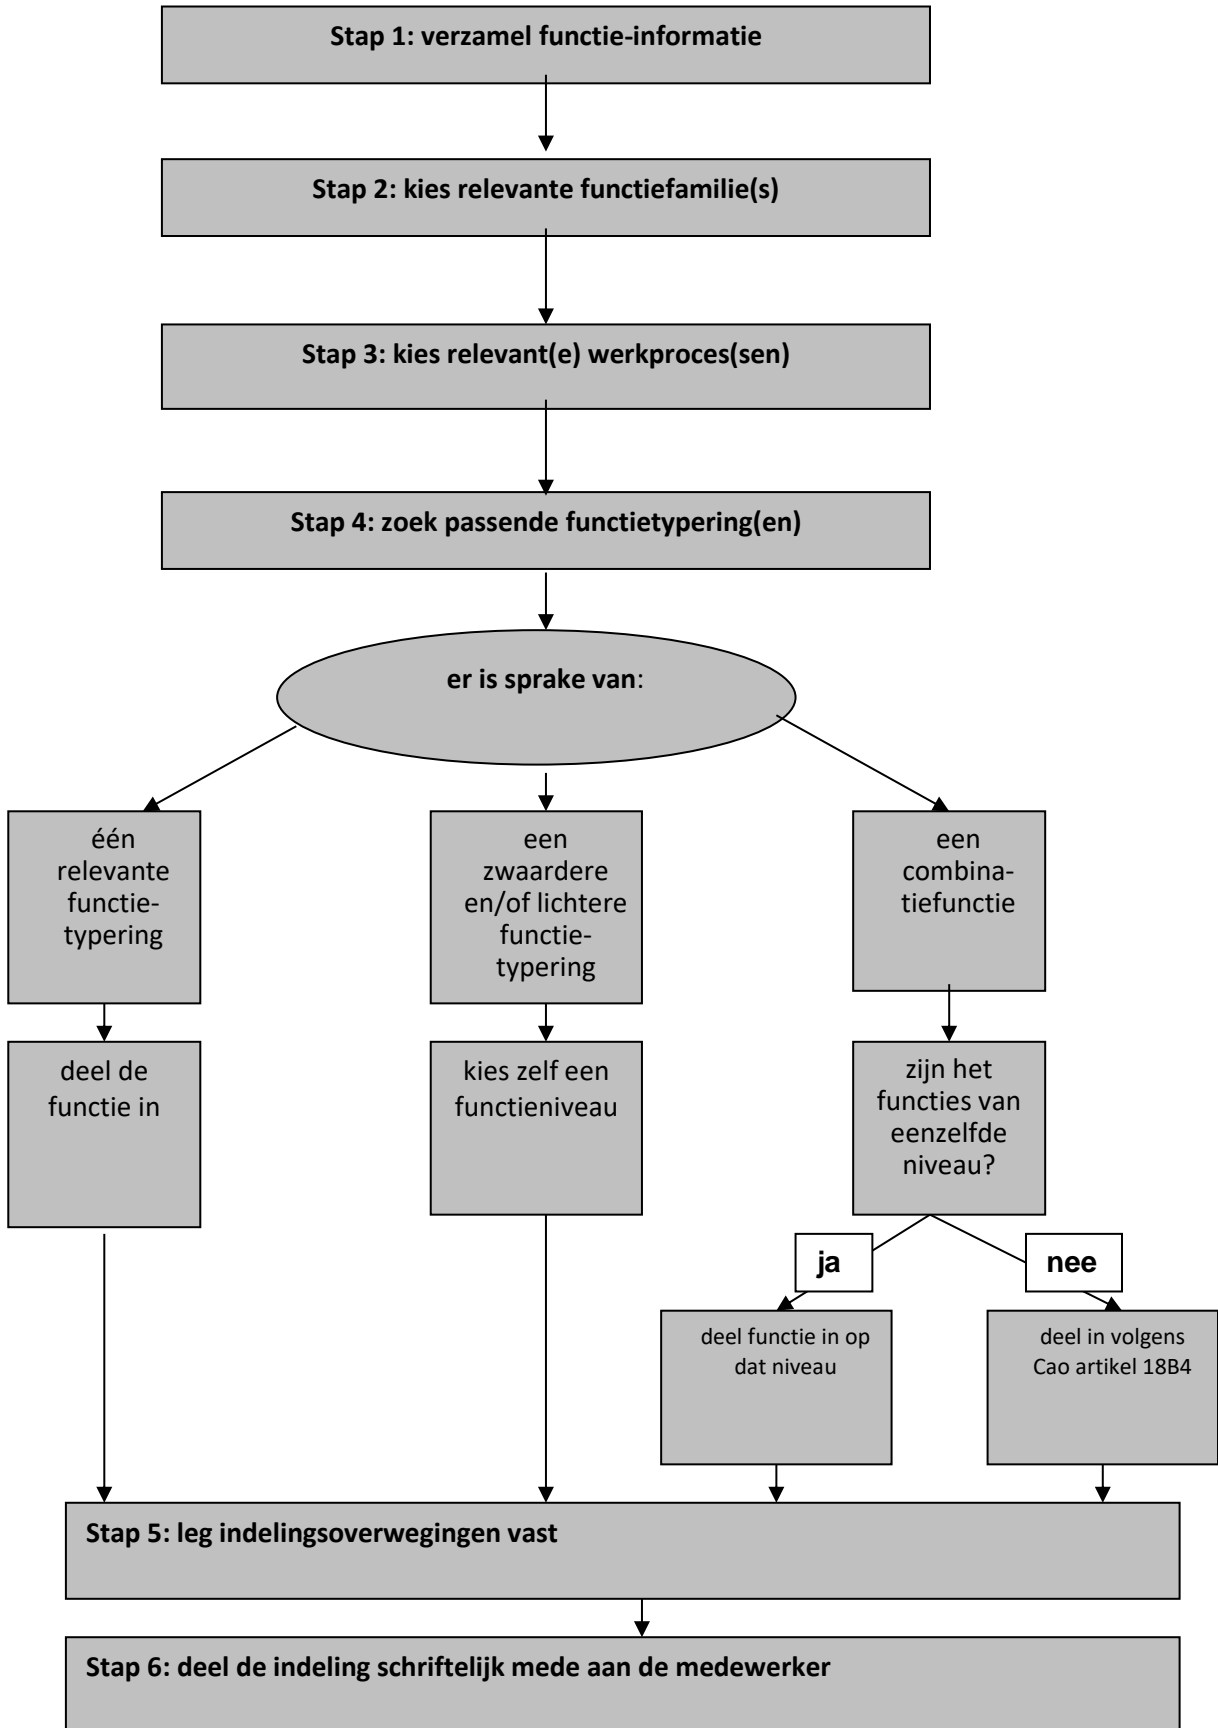 Stap 1: verzamel functie-informatie
Stap 2: kies relevante functiefamilie(s)
Stap 3: kies relevant(e) werkproces(sen)
Stap 4: zoek passende functietypering(en)
er is sprake van:
één
relevante
functie-
typering
een
zwaardere
en/of lichtere
functie-
typering
een
combina-
tiefunctie
deel de
functie in
kies zelf een
functieniveau
zijn het
functies van
eenzelfde
niveau?
ja
nee
deel functie in op
dat niveau
deel in volgens
Cao artikel 18B4
Stap 5: leg indelingsoverwegingen vast
Stap 6: deel de indeling schriftelijk mede aan de medewerker